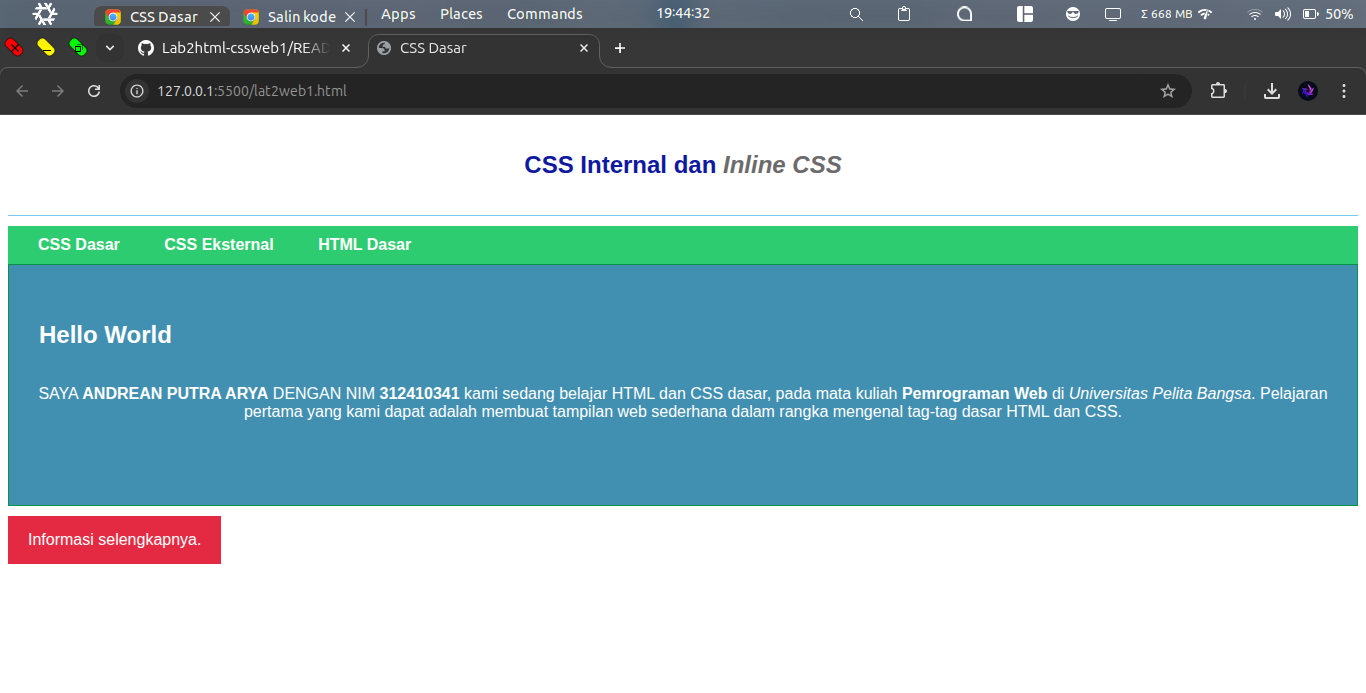 CSS Dasar Salin kode Apps Places Commands 19:44:32 Σ 668 MB 50%
Lab2html-cssweb1/READ CSS Dasar
127.0.0.1:5500/lat2web1.html
CSS Internal dan Inline CSS
CSS Dasar CSS Eksternal HTML Dasar
Hello World
SAYA ANDREAN PUTRA ARYA DENGAN NIM 312410341 kami sedang belajar HTML dan CSS dasar, pada mata kuliah Pemrograman Web di Universitas Pelita Bangsa. Pelajaran
pertama yang kami dapat adalah membuat tampilan web sederhana dalam rangka mengenal tag-tag dasar HTML dan CSS.
Informasi selengkapnya.